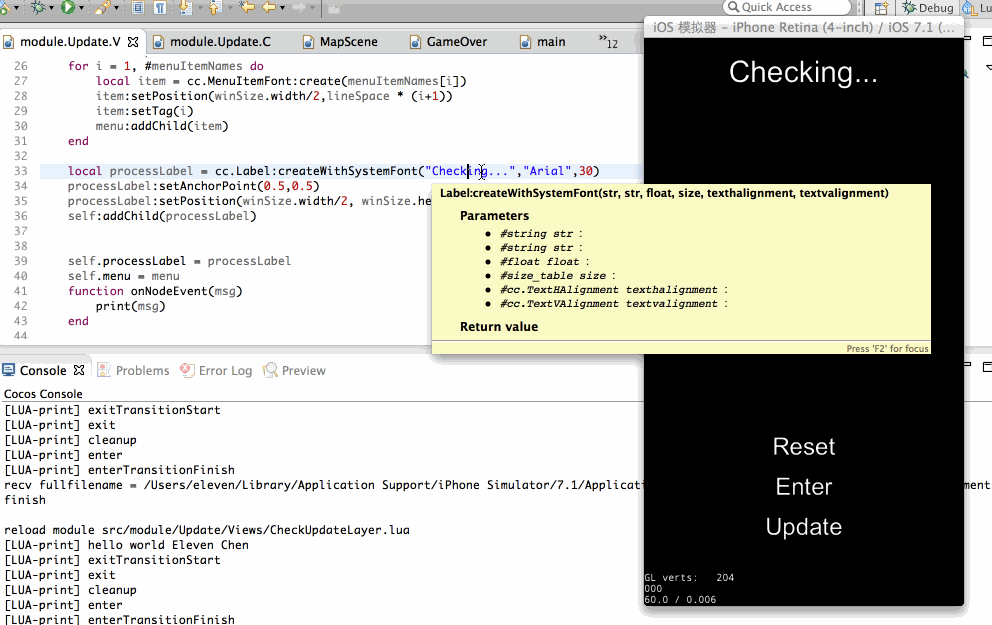 Quick Access
Debug
Lu
module.Update.V
module.Update.C
MapScene
GameOver
main
»12
iOS 模拟器 – iPhone Retina (4-inch) / iOS 7.1 (...
26 for i = 1, #menuItemNames do
27 local item = cc.MenuItemFont:create(menuItemNames[i])
28 item:setPosition(winSize.width/2,lineSpace * (i+1))
29 item:setTag(i)
30 menu:addChild(item)
31 end
32
33 local processLabel = cc.Label:createWithSystemFont("Checking...","Arial",30)
34 processLabel:setAnchorPoint(0.5,0.5)
35 processLabel:setPosition(winSize.width/2, winSize.he
36 self:addChild(processLabel)
37
38
39 self.processLabel = processLabel
40 self.menu = menu
41 function onNodeEvent(msg)
42 print(msg)
43 end
44
Label:createWithSystemFont(str, str, float, size, texthalignment, textvalignment)
Parameters
• #string str :
• #string str :
• #float float :
• #size_table size :
• #cc.TextHAlignment texthalignment :
• #cc.TextVAlignment textvalignment :
Return value
Press 'F2' for focus
Console
Problems
Error Log
Preview
Cocos Console
[LUA-print] exitTransitionStart
[LUA-print] exit
[LUA-print] cleanup
[LUA-print] enter
[LUA-print] enterTransitionFinish
recv fullfilename = /Users/eleven/Library/Application Support/iPhone Simulator/7.1/Applicati
ment
finish
reload module src/module/Update/Views/CheckUpdateLayer.lua
[LUA-print] hello world Eleven Chen
[LUA-print] exitTransitionStart
[LUA-print] exit
[LUA-print] cleanup
[LUA-print] enter
[LUA-print] enterTransitionFinish
Checking...
Reset
Enter
Update
GL verts: 204
000
60.0 / 0.006